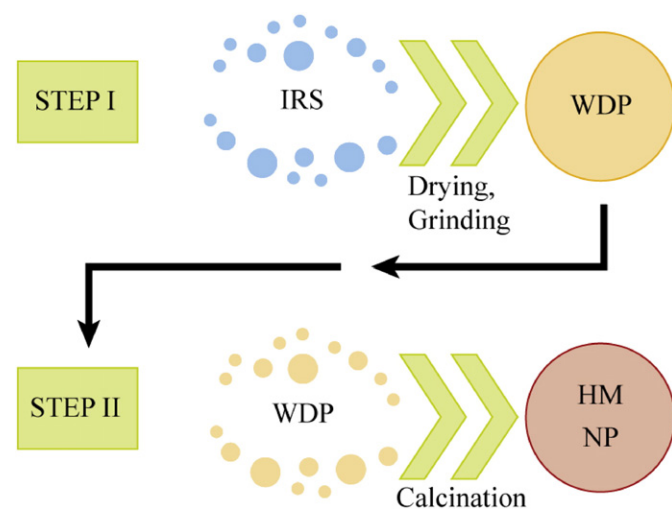 STEP I
IRS
Drying,
Grinding
WDP
STEP II
WDP
Calcination
HM
NP